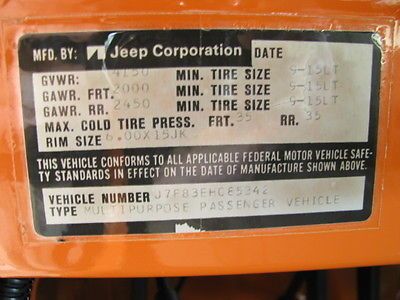 MFD. BY: Jeep Corporation DATE
GVWR: 4150 MIN. TIRE SIZE 9-15LT
GAWR. FRT. 2000 MIN. TIRE SIZE 9-15LT
GAWR. RR. 2450 MIN. TIRE SIZE 9-15LT
MAX. COLD TIRE PRESS. FRT. 35 RR. 35
RIM SIZE 6.00X15JK
THIS VEHICLE CONFORMS TO ALL APPLICABLE FEDERAL MOTOR VEHICLE SAFE-
TY STANDARDS IN EFFECT ON THE DATE OF MANUFACTURE SHOWN ABOVE.
VEHICLE NUMBER J7F83EHC85342
TYPE MULTIPURPOSE PASSENGER VEHICLE